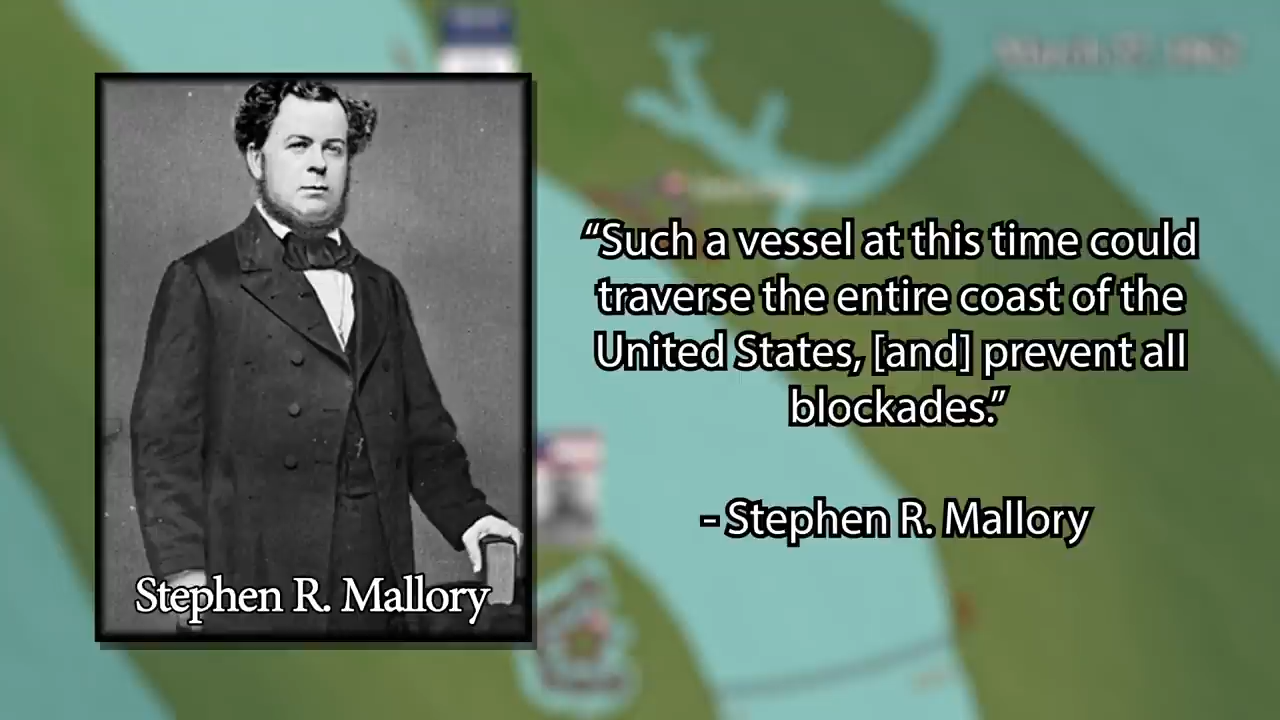 “Such a vessel at this time could
traverse the entire coast of the
United States, [and] prevent all
blockades.”
- Stephen R. Mallory
Stephen R. Mallory